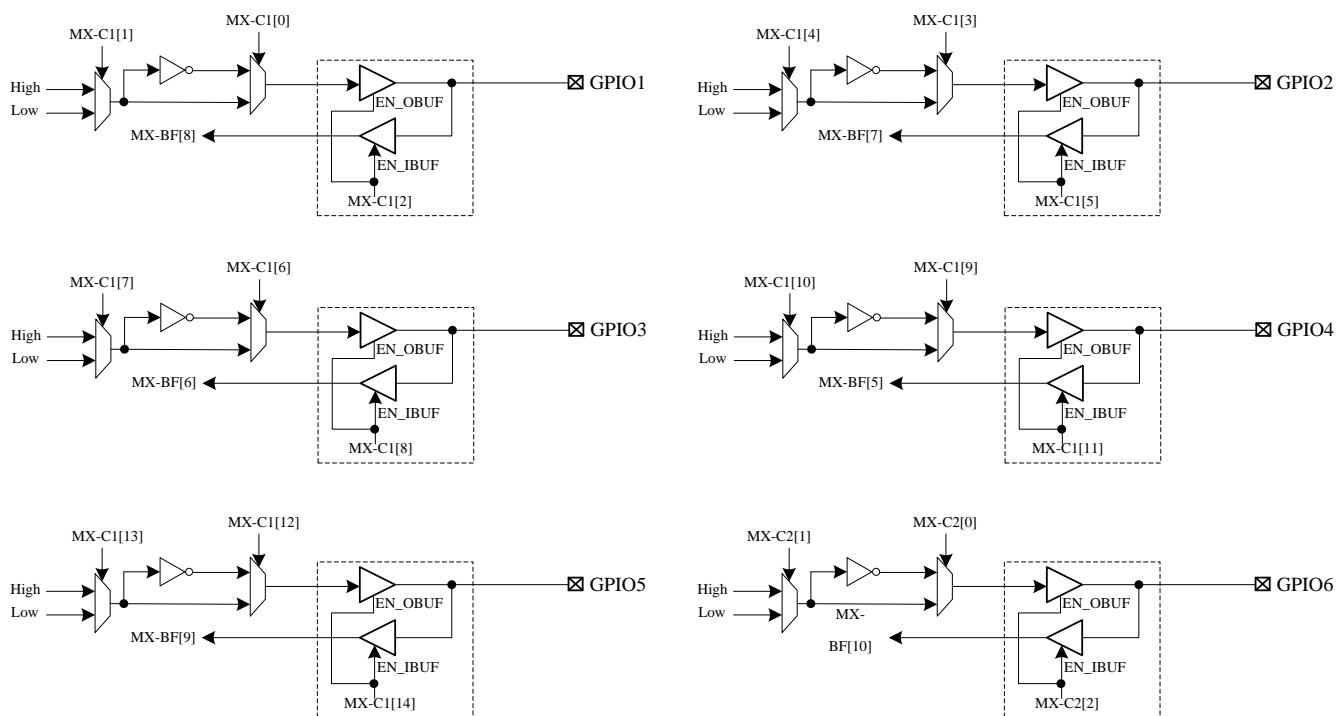 MX-C1[1]
MX-C1[0]
High
Low
GPIO1
EN_OBUF
MX-BF[8]
EN_IBUF
MX-C1[2]
MX-C1[4]
MX-C1[3]
High
Low
GPIO2
EN_OBUF
MX-BF[7]
EN_IBUF
MX-C1[5]
MX-C1[7]
MX-C1[6]
High
Low
GPIO3
EN_OBUF
MX-BF[6]
EN_IBUF
MX-C1[8]
MX-C1[10]
MX-C1[9]
High
Low
GPIO4
EN_OBUF
MX-BF[5]
EN_IBUF
MX-C1[11]
MX-C1[13]
MX-C1[12]
High
Low
GPIO5
EN_OBUF
MX-BF[9]
EN_IBUF
MX-C1[14]
MX-C2[1]
MX-C2[0]
High
Low
GPIO6
EN_OBUF
MX-
BF[10]
EN_IBUF
MX-C2[2]